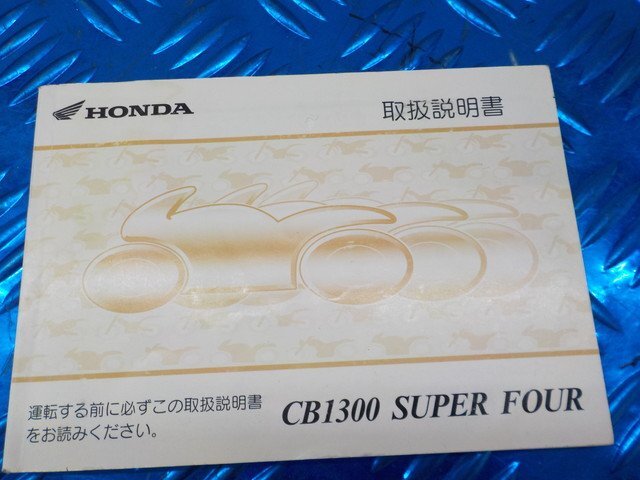 HONDA
取扱説明書
運転する前に必ずこの取扱説明書
をお読みください。
CB1300 SUPER FOUR